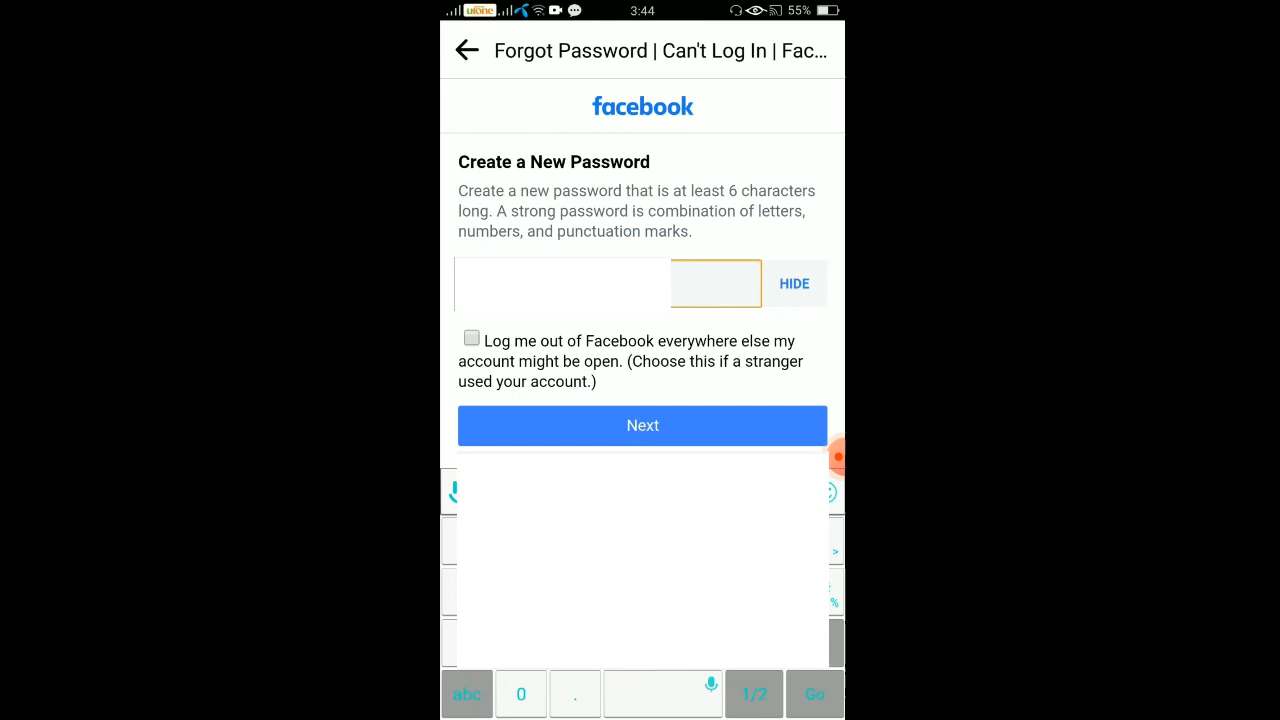 ufone 3:44 55%
Forgot Password | Can't Log In | Fac...
facebook
Create a New Password
Create a new password that is at least 6 characters
long. A strong password is combination of letters,
numbers, and punctuation marks.
HIDE
Log me out of Facebook everywhere else my
account might be open. (Choose this if a stranger
used your account.)
Next
>
%
abc 0 . 1/2 Go